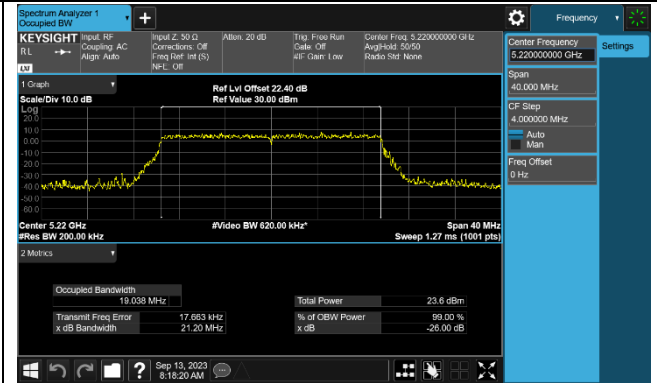 Spectrum Analyzer 1
Occupied BW
Frequency
KEYSIGHT
RL
LXI
Input: RF
Coupling: AC
Align: Auto
Input Z: 50 Ω
Corrections: Off
Freq Ref: Int (S)
NFE: Off
Atten: 20 dB
Trig: Free Run
Gate: Off
#IF Gain: Low
Center Freq: 5.220000000 GHz
Avg|Hold: 50/50
Radio Std: None
Center Frequency
5.220000000 GHz
Settings
Span
40.000 MHz
CF Step
4.000000 MHz
Auto
Man
Freq Offset
0 Hz
1 Graph
Scale/Div 10.0 dB
Ref Lvl Offset 22.40 dB
Ref Value 30.00 dBm
Log
20.0
10.0
0.00
-10.0
-20.0
-30.0
-40.0
-50.0
-60.0
Center 5.22 GHz
#Res BW 200.00 kHz
#Video BW 620.00 kHz*
Span 40 MHz
Sweep 1.27 ms (1001 pts)
2 Metrics
Occupied Bandwidth
19.038 MHz
Total Power 23.6 dBm
Transmit Freq Error 17.663 kHz
% of OBW Power 99.00 %
x dB Bandwidth 21.20 MHz
x dB -26.00 dB
Sep 13, 2023
8:18:20 AM